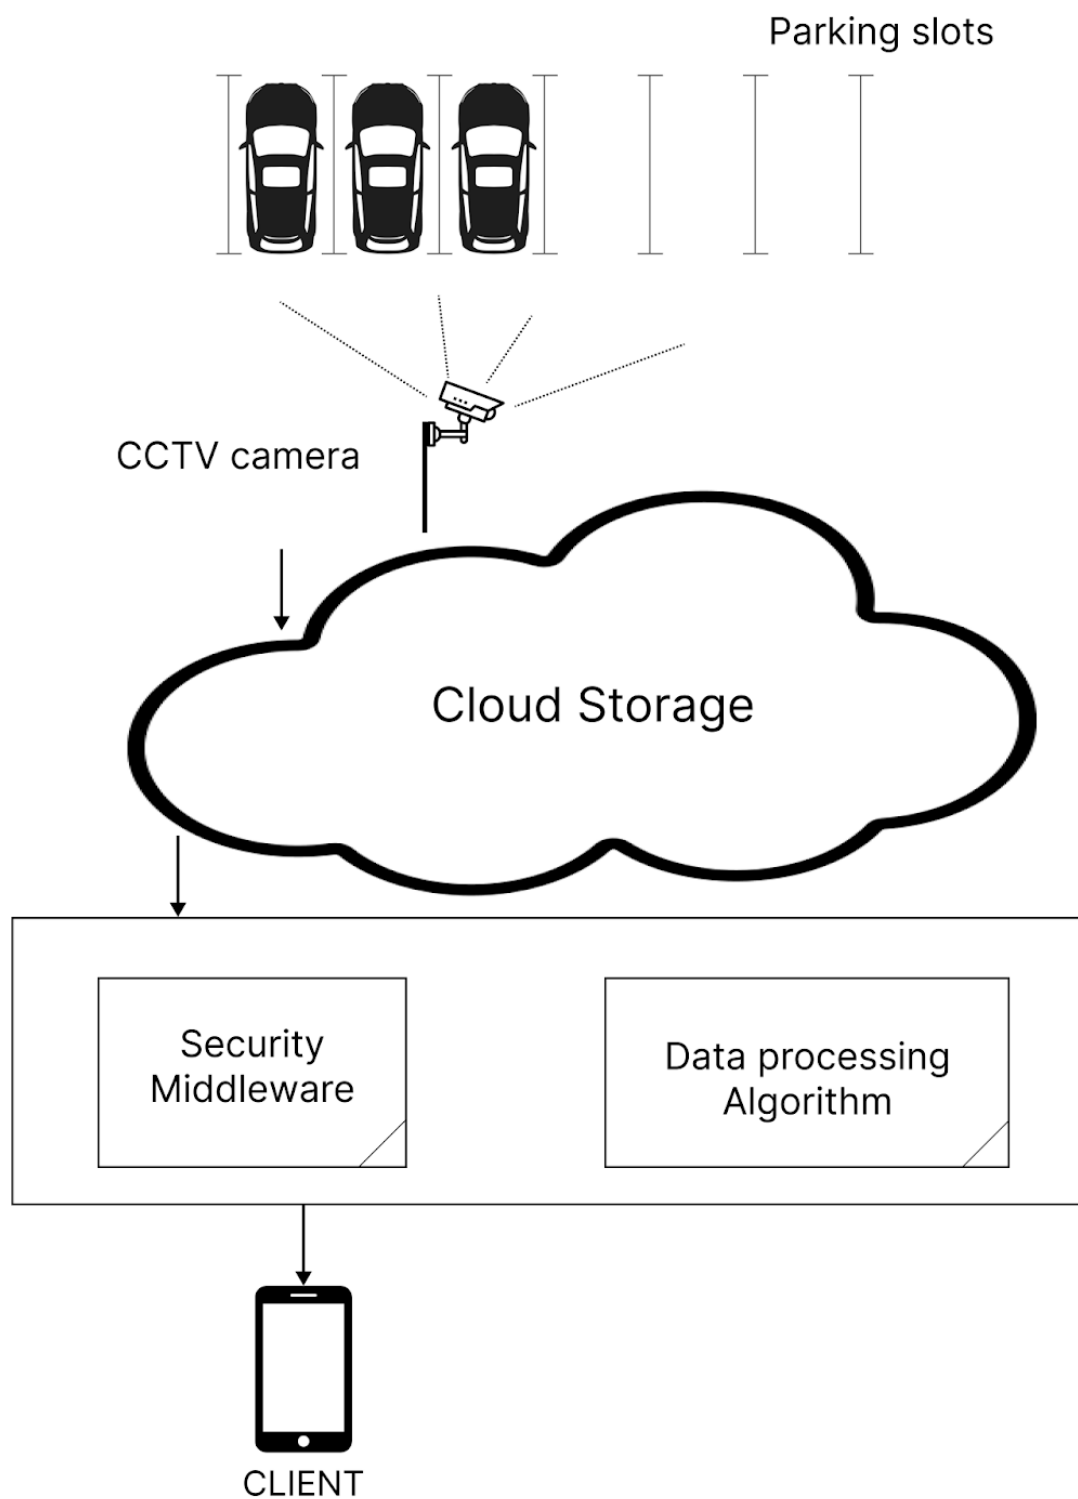 Parking slots
CCTV camera
Cloud Storage
Security
Middleware
Data processing
Algorithm
CLIENT